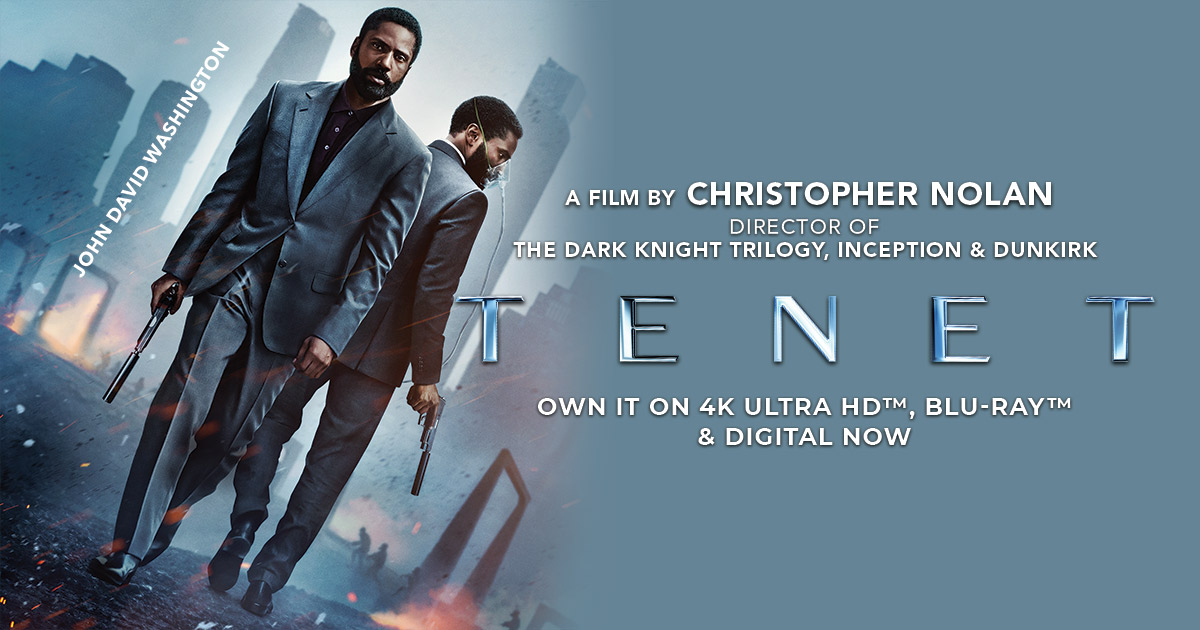 JOHN DAVID WASHINGTON
A FILM BY CHRISTOPHER NOLAN
DIRECTOR OF
THE DARK KNIGHT TRILOGY, INCEPTION & DUNKIRK
TENET
OWN IT ON 4K ULTRA HD™, BLU-RAY™
& DIGITAL NOW